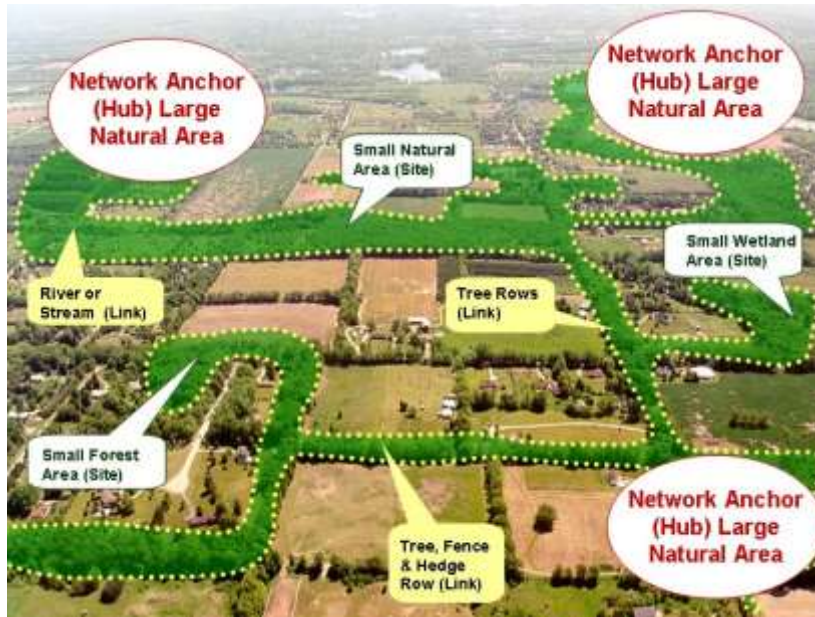 Network Anchor
(Hub) Large
Natural Area
Network Anchor
(Hub) Large
Natural Area
Small Natural
Area (Site)
Small Wetland
Area (Site)
River or
Stream (Link)
Tree Rows
(Link)
Small Forest
Area (Site)
Tree, Fence
& Hedge
Row (Link)
Network Anchor
(Hub) Large
Natural Area